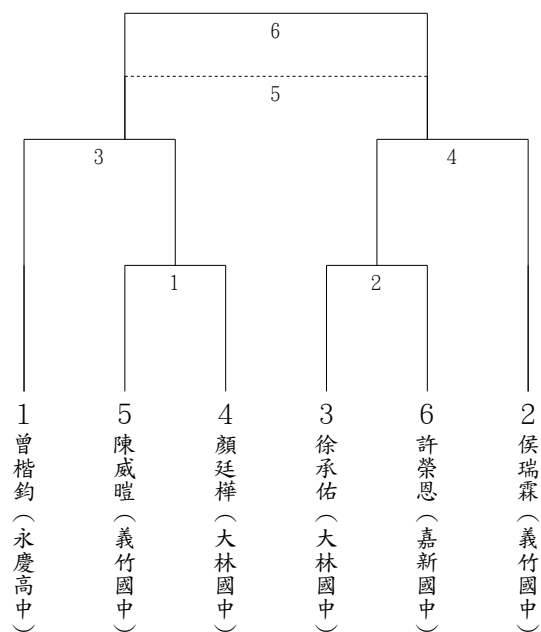 6
5
3
4
1
2
1 曾楷鈞(永慶高中)
5 陳威暟(義竹國中)
4 顏廷樺(大林國中)
3 徐承佑(大林國中)
6 許榮恩(嘉新國中)
2 侯瑞霖(義竹國中)